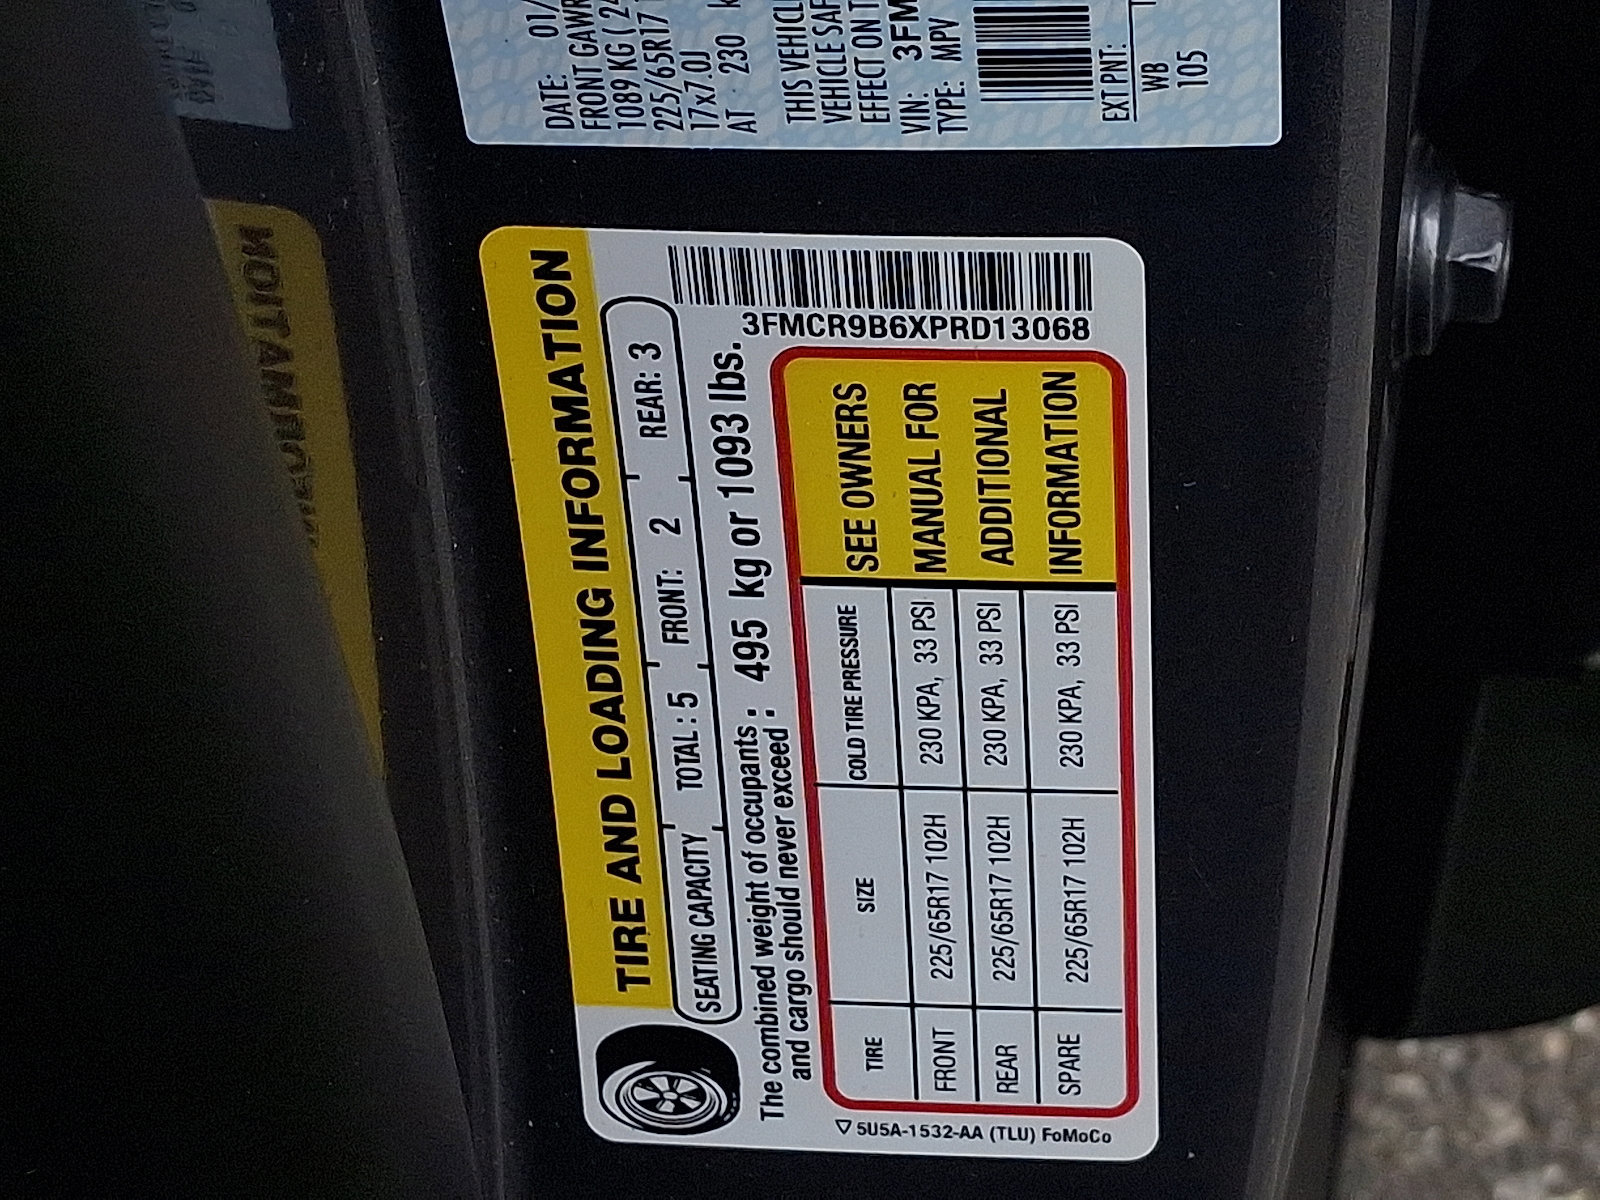 TIRE AND LOADING INFORMATION
SEATING CAPACITY TOTAL : 5 FRONT: 2 REAR: 3
The combined weight of occupants .
and cargo should never exceed . 495 kg or 1093 lbs.
3FMCR9B6XPRD13068
TIRE SIZE COLD TIRE PRESSURE
FRONT 225/65R17 102H 230 KPA, 33 PSI
REAR 225/65R17 102H 230 KPA, 33 PSI
SPARE 225/65R17 102H 230 KPA, 33 PSI
SEE OWNERS
MANUAL FOR
ADDITIONAL
INFORMATION
5U5A-1532-AA (TLU) FoMoCo
DATE: 01/
FRONT GAWR
1089 KG (24
225/65R17
17x7.0J
AT 230 k
THIS VEHICL
VEHICLE SAF
EFFECT ON T
VIN: 3FM
TYPE: MPV
EXT PNT:
WB
105
INFORMATION